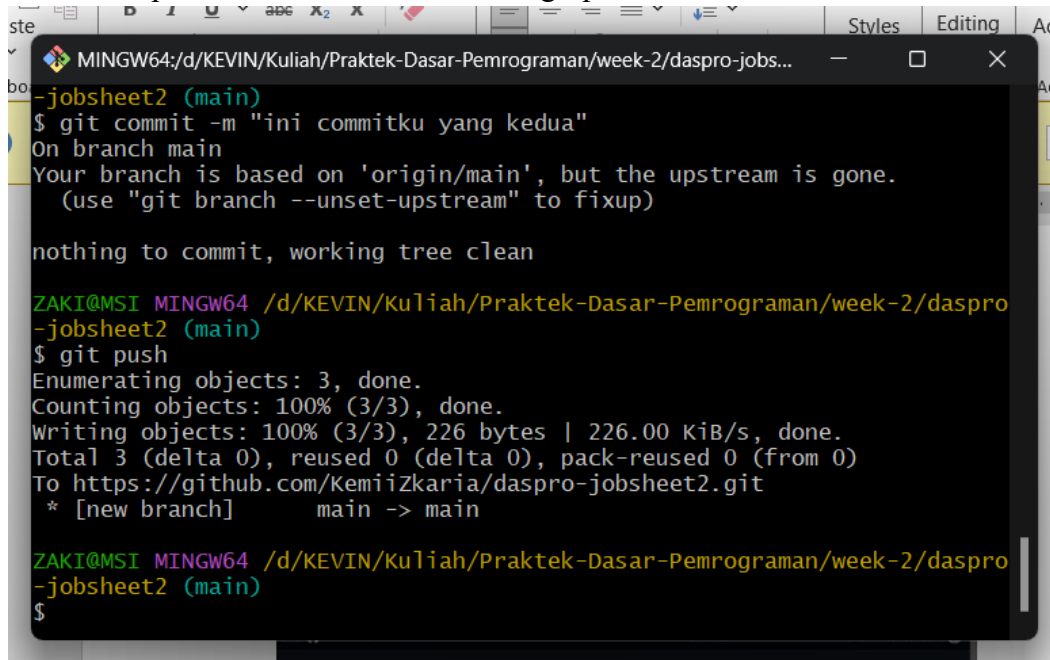 ste
B I U abc X₂ X
Styles
Editing
MINGW64:/d/KEVIN/Kuliah/Praktek-Dasar-Pemrograman/week-2/daspro-jobs...
-jobsheet2 (main)
$ git commit -m "ini commitku yang kedua"
On branch main
Your branch is based on 'origin/main', but the upstream is gone.
(use "git branch --unset-upstream" to fixup)
nothing to commit, working tree clean
ZAKI@MSI MINGW64 /d/KEVIN/Kuliah/Praktek-Dasar-Pemrograman/week-2/daspro
-jobsheet2 (main)
$ git push
Enumerating objects: 3, done.
Counting objects: 100% (3/3), done.
Writing objects: 100% (3/3), 226 bytes | 226.00 KiB/s, done.
Total 3 (delta 0), reused 0 (delta 0), pack-reused 0 (from 0)
To https://github.com/KemiiZkaria/daspro-jobsheet2.git
* [new branch]      main -> main
ZAKI@MSI MINGW64 /d/KEVIN/Kuliah/Praktek-Dasar-Pemrograman/week-2/daspro
-jobsheet2 (main)
$